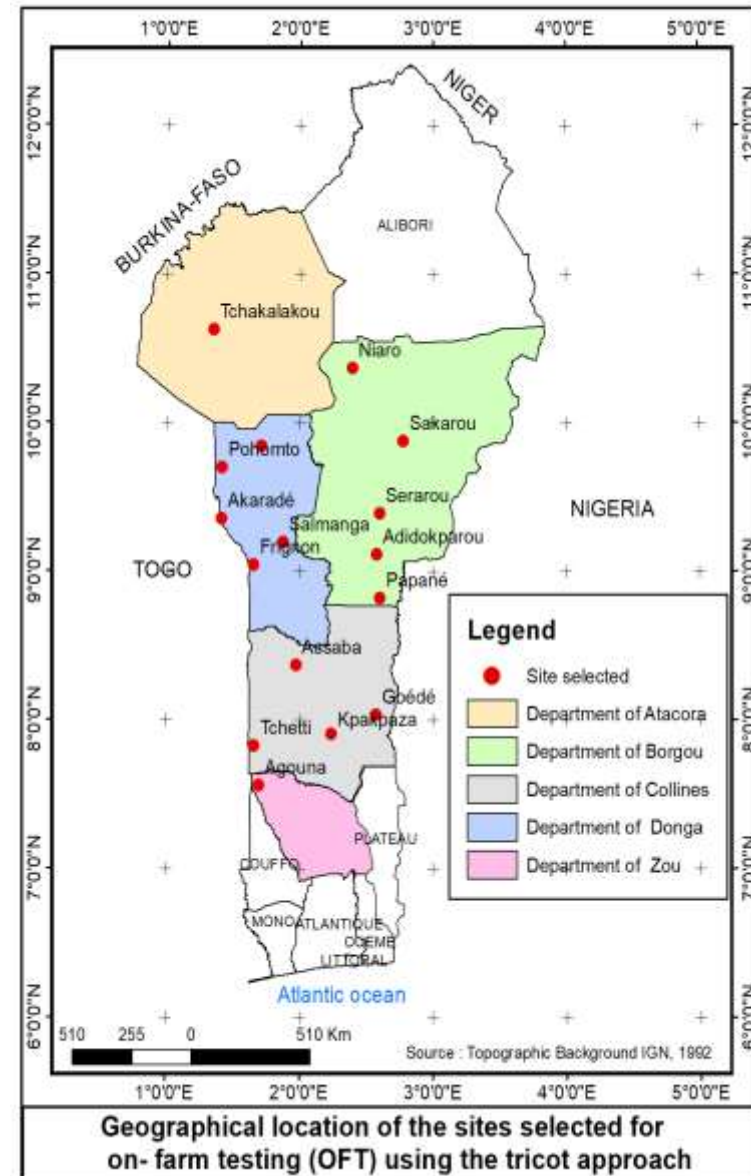 1°0'0"E 2°0'0"E 3°0'0"E 4°0'0"E 5°0'0"E
12°0'0"N 12°0'0"N
11°0'0"N 11°0'0"N
10°0'0"N 10°0'0"N
9°0'0"N 9°0'0"N
8°0'0"N 8°0'0"N
7°0'0"N 7°0'0"N
6°0'0"N 6°0'0"N
NIGER
BURKINA-FASO
ALIBORI
Tchakalakou
Niaro
Sakarou
Pohomto
Serarou
Akaradé
Salmanga
Adidokparou
NIGERIA
Frignon
TOGO
Papané
Assaba
Gbédé
Tchetti
Kpakpaza
Agouna
PLATEAU
COUFFO
MONO
ATLANTIQUE
OUEME
LITTORAL
Atlantic ocean
Legend
Site selected
Department of Atacora
Department of Borgou
Department of Collines
Department of Donga
Department of Zou
510 255 0 510 Km
Source : Topographic Background IGN, 1992
1°0'0"E 2°0'0"E 3°0'0"E 4°0'0"E 5°0'0"E
Geographical location of the sites selected for
on- farm testing (OFT) using the tricot approach